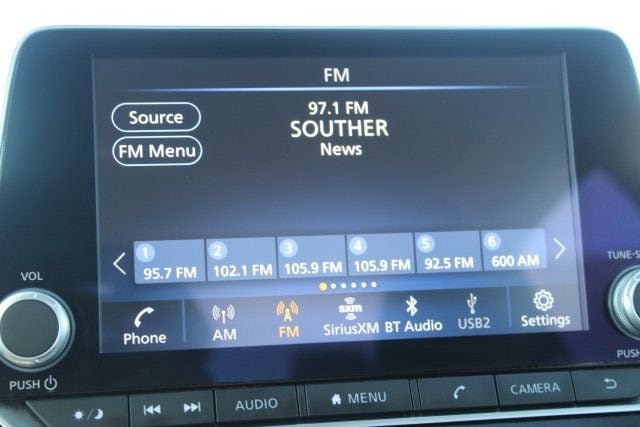 FM
97.1 FM
Source
SOUTHER
FM Menu
News
1 2 3 4 5 6
95.7 FM 102.1 FM 105.9 FM 105.9 FM 92.5 FM 600 AM
VOL
TUNE·S
sxm
Phone AM FM SiriusXM BT Audio USB2 Settings
PUSH
PUSH
AUDIO MENU CAMERA